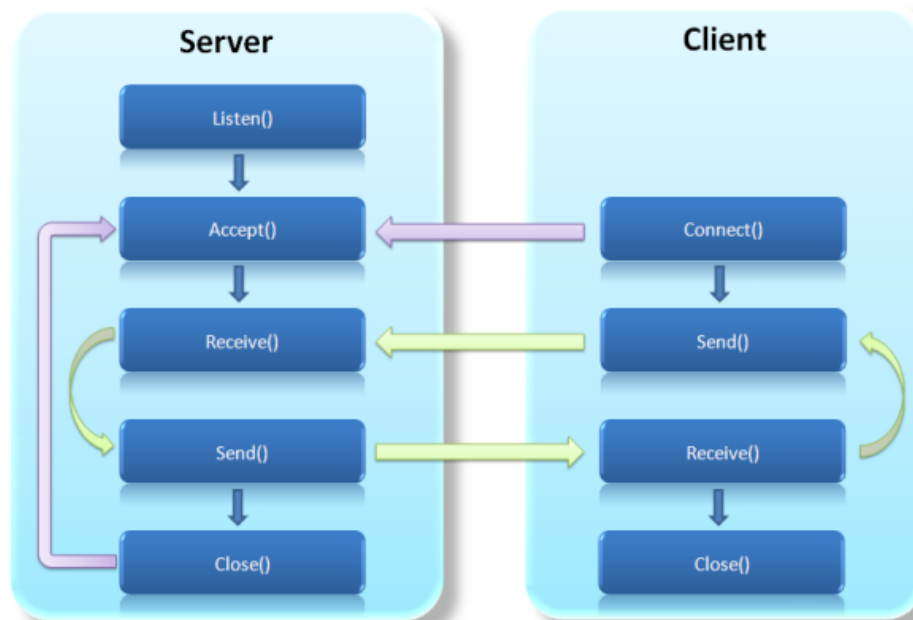 Server
Listen()
Accept()
Receive()
Send()
Close()
Client
Connect()
Send()
Receive()
Close()